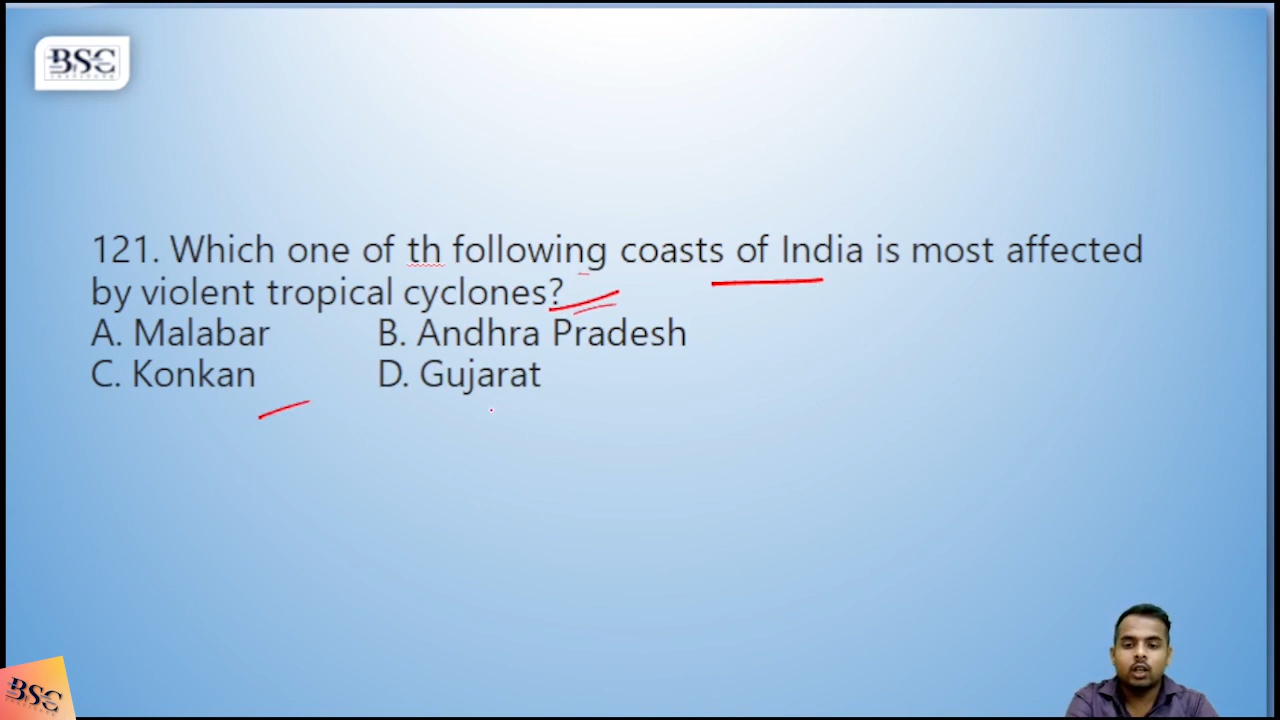 BSC
121. Which one of th following coasts of India is most affected
by violent tropical cyclones?
A. Malabar B. Andhra Pradesh
C. Konkan D. Gujarat
BSC